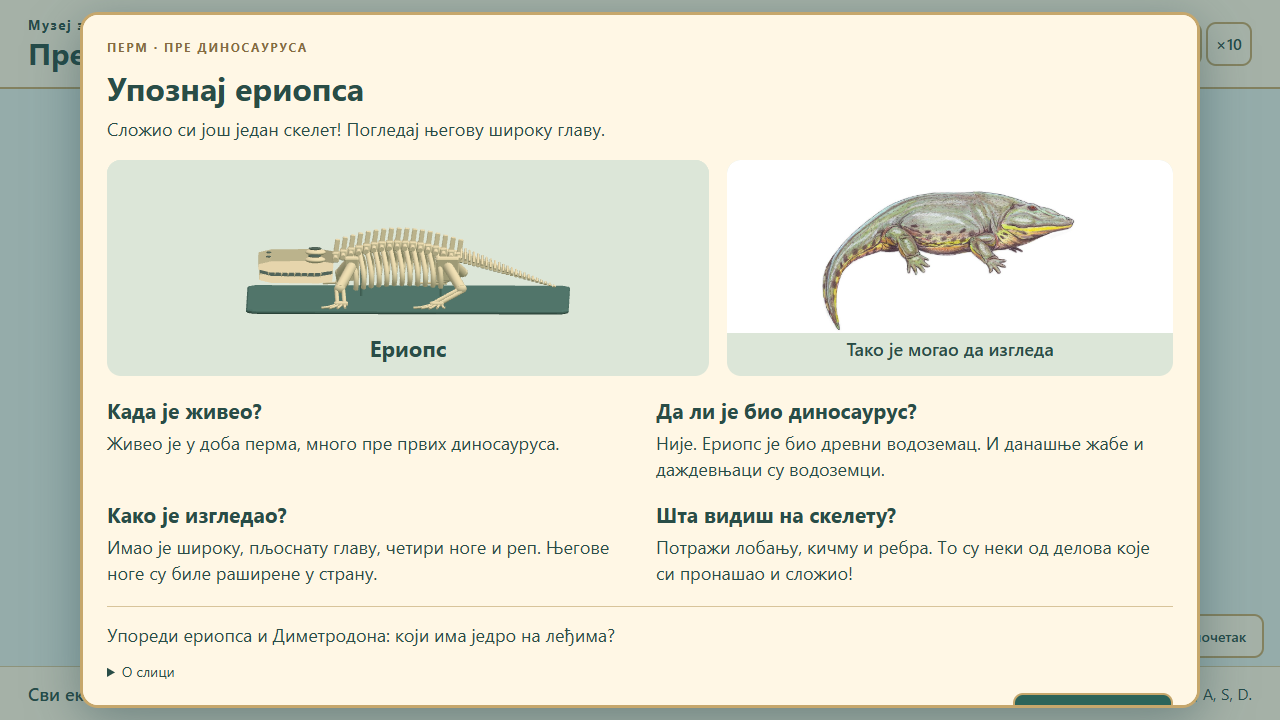 Музеј
Пре
×10
ПЕРМ · ПРЕ ДИНОСАУРУСА
Упознај ериопса
Сложио си још један скелет! Погледај његову широку главу.
Ериопс
Тако је могао да изгледа
Када је живео?
Живео је у доба перма, много пре првих диносауруса.
Да ли је био диносаурус?
Није. Ериопс је био древни водоземац. И данашње жабе и
даждевњаци су водоземци.
Како је изгледао?
Имао је широку, пљоснату главу, четири ноге и реп. Његове
ноге су биле раширене у страну.
Шта видиш на скелету?
Потражи лобању, кичму и ребра. То су неки од делова које
си пронашао и сложио!
Упореди ериопса и Диметродона: који има једро на леђима?
О слици
Сви
A, S, D.